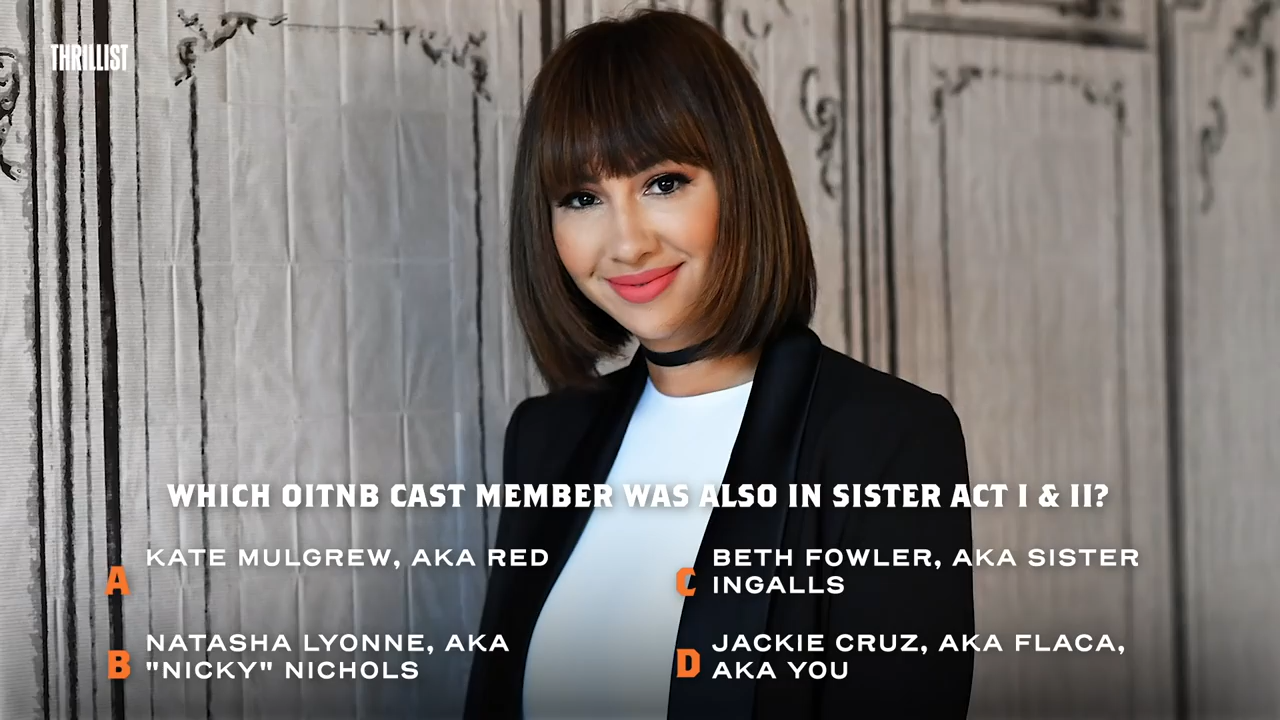 THRILLIST
WHICH OITNB CAST MEMBER WAS ALSO IN SISTER ACT I & II?
A
KATE MULGREW, AKA RED
B
NATASHA LYONNE, AKA
"NICKY" NICHOLS
C
BETH FOWLER, AKA SISTER
INGALLS
D
JACKIE CRUZ, AKA FLACA,
AKA YOU